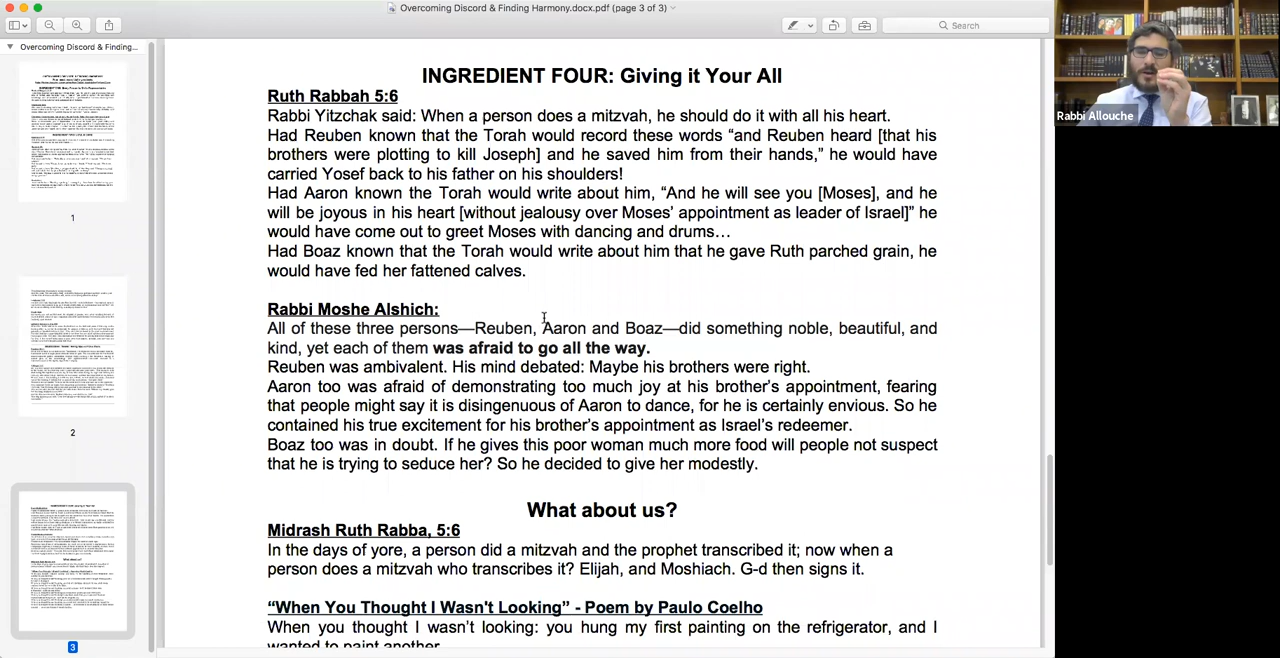 Overcoming Discord & Finding Harmony.docx.pdf (page 3 of 3)
Search
Overcoming Discord & Finding...
1
2
3
INGREDIENT FOUR: Giving it Your All
Ruth Rabbah 5:6
Rabbi Yitzchak said: When a person does a mitzvah, he should do it with all his heart.
Had Reuben known that the Torah would record these words “and Reuben heard [that his
brothers were plotting to kill Joseph] and he saved him from their hands,” he would have
carried Yosef back to his father on his shoulders!
Had Aaron known the Torah would write about him, “And he will see you [Moses], and he
will be joyous in his heart [without jealousy over Moses’ appointment as leader of Israel]” he
would have come out to greet Moses with dancing and drums…
Had Boaz known that the Torah would write about him that he gave Ruth parched grain, he
would have fed her fattened calves.
Rabbi Moshe Alshich:
All of these three persons—Reuben, Aaron and Boaz—did something noble, beautiful, and
kind, yet each of them was afraid to go all the way.
Reuben was ambivalent. His mind debated: Maybe his brothers were right.
Aaron too was afraid of demonstrating too much joy at his brother’s appointment, fearing
that people might say it is disingenuous of Aaron to dance, for he is certainly envious. So he
contained his true excitement for his brother’s appointment as Israel’s redeemer.
Boaz too was in doubt. If he gives this poor woman much more food will people not suspect
that he is trying to seduce her? So he decided to give her modestly.
What about us?
Midrash Ruth Rabba, 5:6
In the days of yore, a person did a mitzvah and the prophet transcribed it; now when a
person does a mitzvah who transcribes it? Elijah, and Moshiach. G-d then signs it.
“When You Thought I Wasn't Looking” - Poem by Paulo Coelho
When you thought I wasn’t looking: you hung my first painting on the refrigerator, and I
wanted to paint another.
Rabbi Allouche